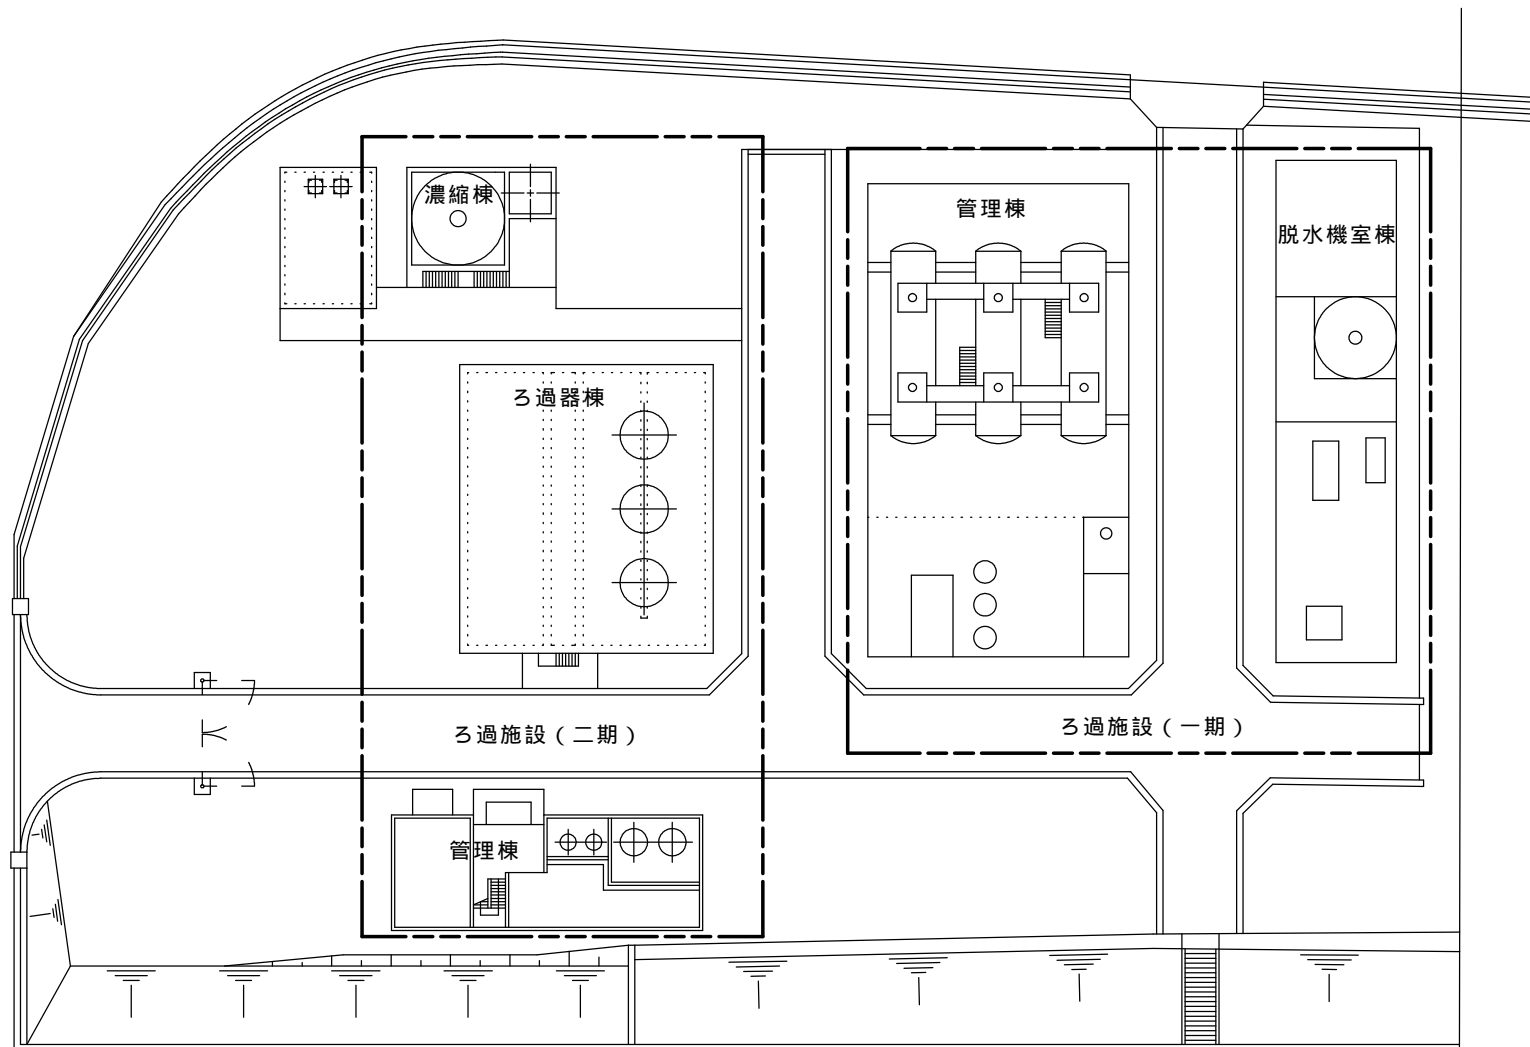 濃縮棟
管理棟
脱水機室棟
ろ過器棟
ろ過施設（二期）
ろ過施設（一期）
管理棟